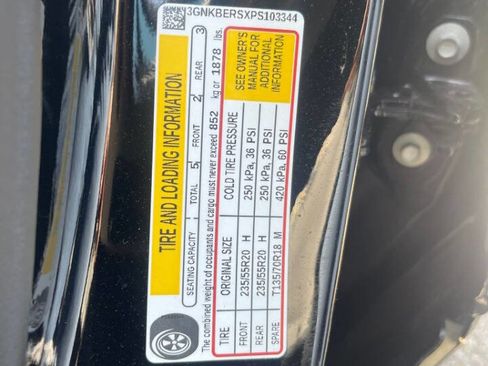 3GNKBERSXPS103344
TIRE AND LOADING INFORMATION
SEATING CAPACITY TOTAL 5 FRONT 2 REAR 3
The combined weight of occupants and cargo must never exceed 852 kg or 1878 lbs.
TIRE ORIGINAL SIZE COLD TIRE PRESSURE
FRONT 235/55R20 H 250 kPa, 36 PSI
REAR 235/55R20 H 250 kPa, 36 PSI
SPARE T135/70R18 M 420 kPa, 60 PSI
SEE OWNER'S
MANUAL FOR
ADDITIONAL
INFORMATION